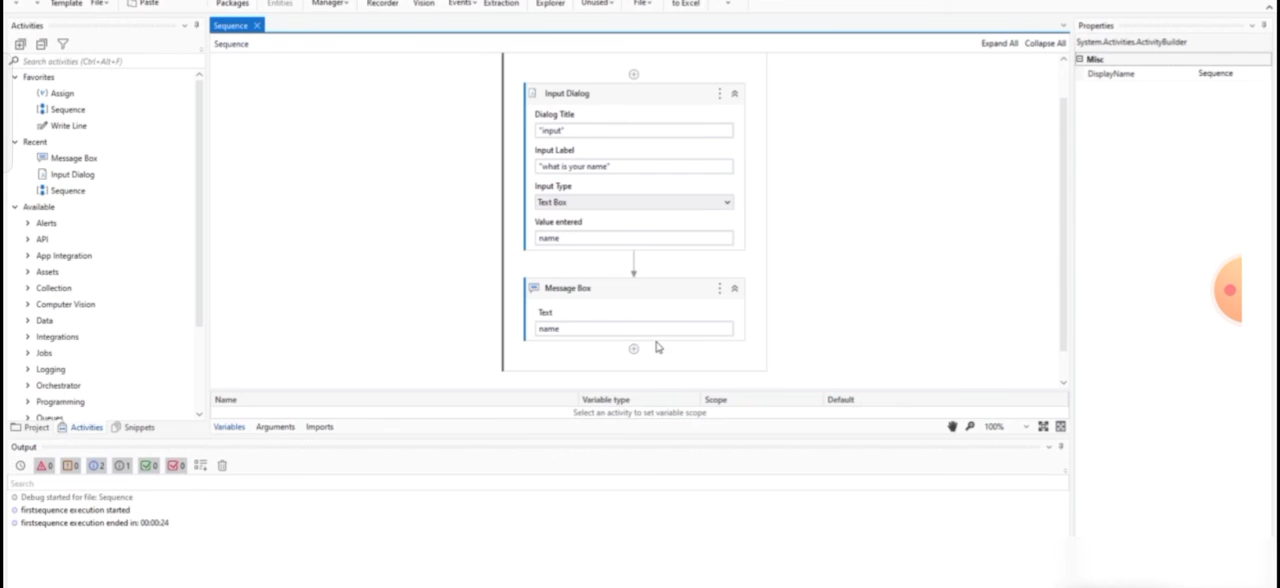 Template File Paste Packages Entities Manager Recorder Vision Events Extraction Explorer Unused File to Excel
Activities
Search activities (Ctrl+Alt+F)
Favorites
Assign
Sequence
Write Line
Recent
Message Box
Input Dialog
Sequence
Available
Alerts
API
App Integration
Assets
Collection
Computer Vision
Data
Integrations
Jobs
Logging
Orchestrator
Programming
Queues
Project Activities Snippets
Sequence
Sequence Expand All Collapse All
Input Dialog
Dialog Title
"input"
Input Label
"what is your name"
Input Type
Text Box
Value entered
name
Message Box
Text
name
Name Variable type Scope Default
Select an activity to set variable scope
Variables Arguments Imports 100%
Properties
System.Activities.ActivityBuilder
Misc
DisplayName Sequence
Output
0 0 2 1 0 0
Search
Debug started for file: Sequence
firstsequence execution started
firstsequence execution ended in: 00:00:24